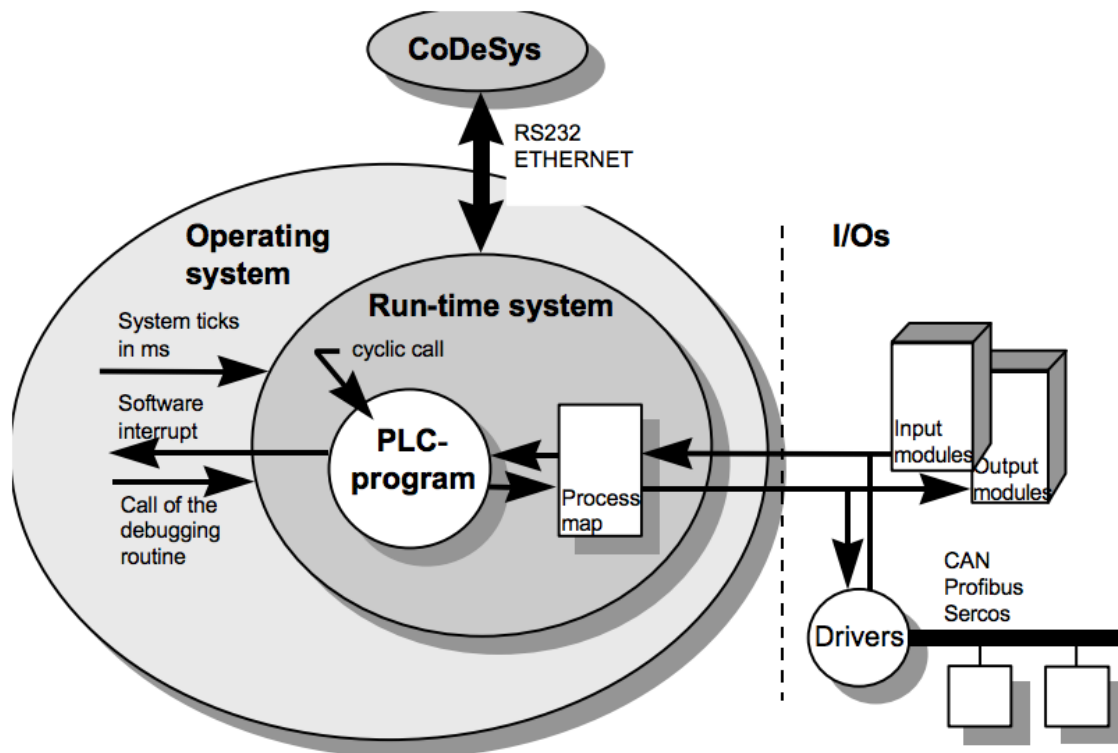 CoDeSys
RS232
ETHERNET
Operating
system
I/Os
Run-time system
System ticks
in ms
cyclic call
Software
interrupt
PLC-
program
Call of the
debugging
routine
Process
map
Input
modules
Output
modules
CAN
Profibus
Sercos
Drivers